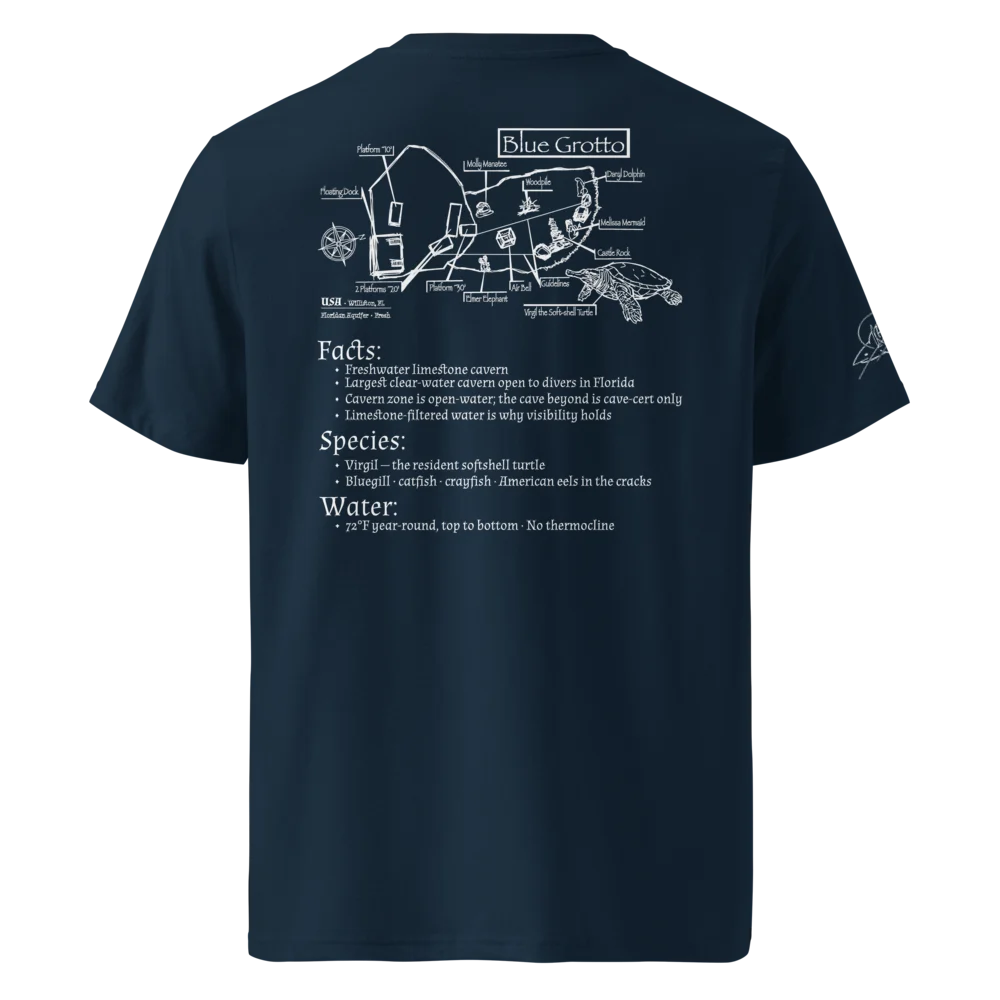 Blue Grotto
Platform ~10'
Molly Manatee
Woodpile
Daryl Dolphin
Floating Dock
Melissa Mermaid
N
Castle Rock
2 Platforms ~20'
Platform ~30'
Elmer Elephant
Air Bell
Guidelines
Virgil the Soft-shell Turtle
USA · Williston, FL
Floridan Aquifer · Fresh
Facts:
• Freshwater limestone cavern
• Largest clear-water cavern open to divers in Florida
• Cavern zone is open-water; the cave beyond is cave-cert only
• Limestone-filtered water is why visibility holds
Species:
• Virgil — the resident softshell turtle
• Bluegill · catfish · crayfish · American eels in the cracks
Water:
• 72°F year-round, top to bottom · No thermocline